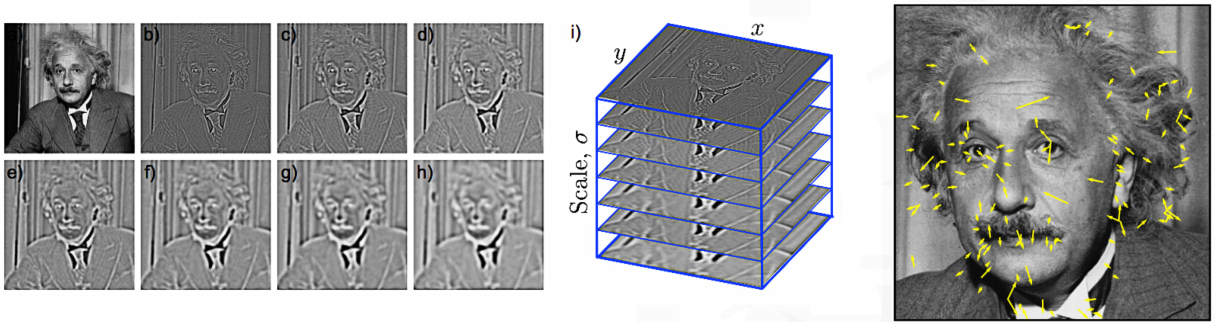 b) c) d)
e) f) g) h)
i)
x
y
Scale, σ